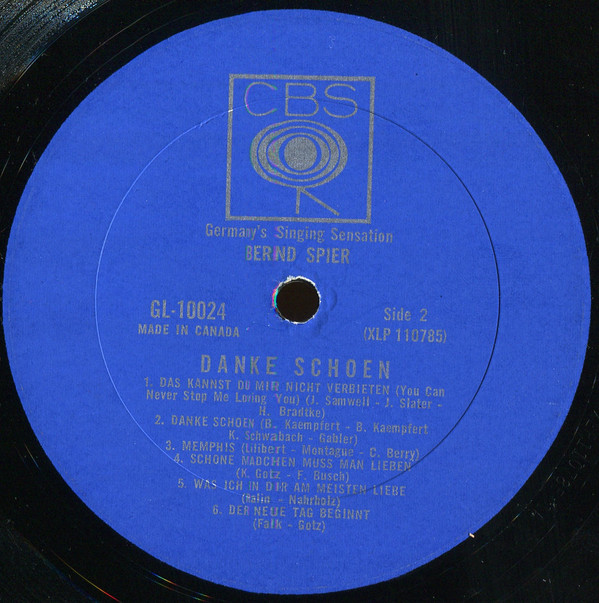 CBS
Germany's Singing Sensation
BERND SPIER
GL-10024
MADE IN CANADA
Side 2
(XLP 110785)
DANKE SCHOEN
1. DAS KANNST DU MIR NICHT VERBIETEN (You Can
Never Stop Me Loving You) (J. Samwell - J. Slater -
H. Bradtke)
2. DANKE SCHOEN (B. Kaempfert - B. Kaempfert
K. Schwabach - Gabler)
3. MEMPHIS (Lilibert - Montague - C. Berry)
4. SCHONE MADCHEN MUSS MAN LIEBEN
(K. Gotz - F. Busch)
5. WAS ICH IN DIR AM MEISTEN LIEBE
(Halin - Nahrholz)
6. DER NEUE TAG BEGINNT
(Falk - Gotz)